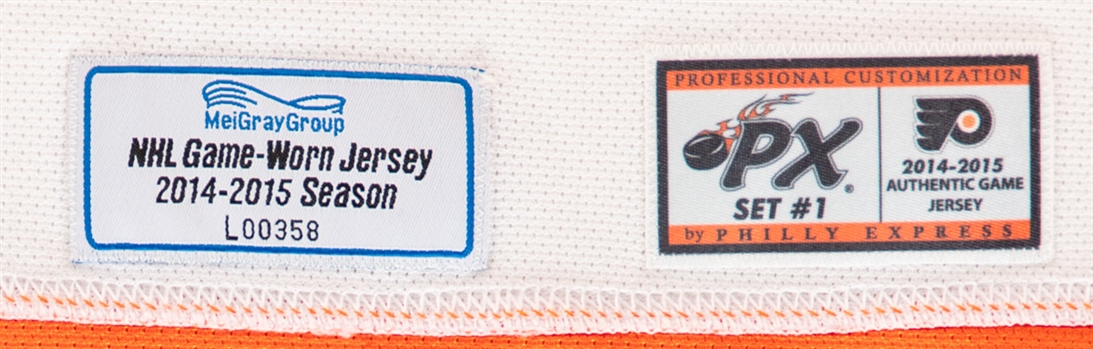 MeiGrayGroup
NHL Game-Worn Jersey
2014-2015 Season
L00358
PROFESSIONAL CUSTOMIZATION
PX®
SET #1
2014-2015
AUTHENTIC GAME
JERSEY
by PHILLY EXPRESS